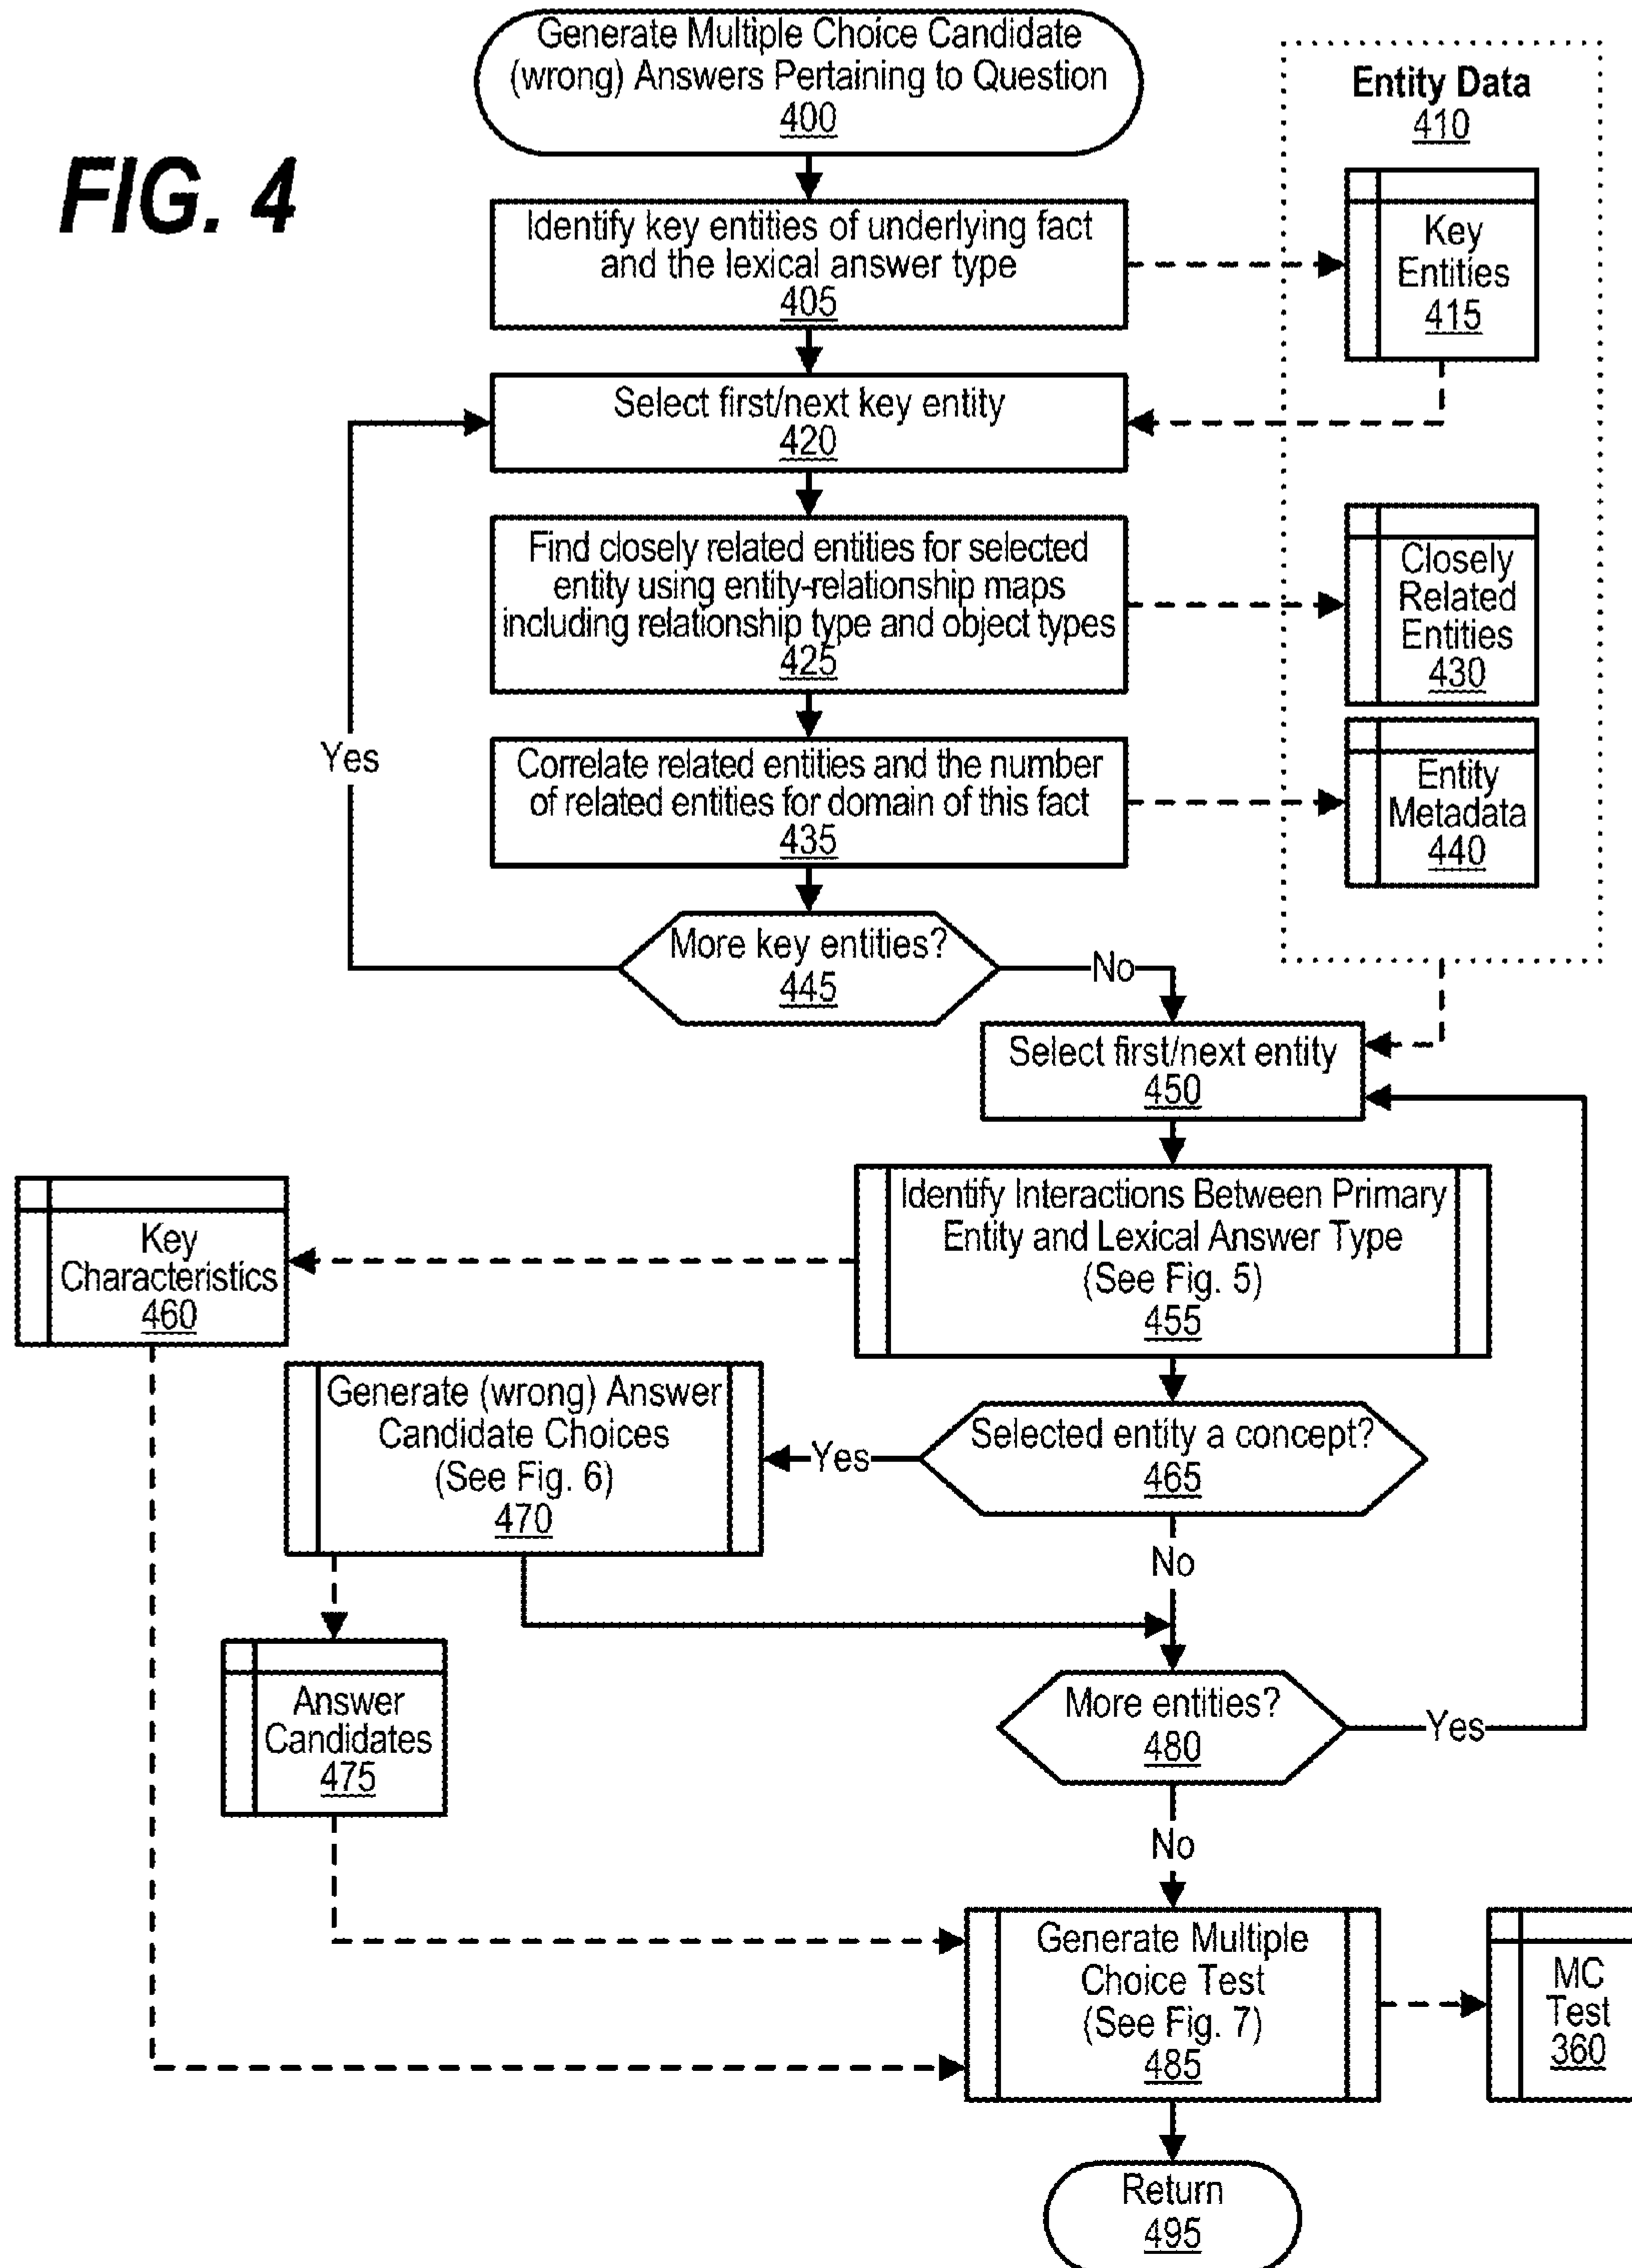 Generate Multiple Choice Candidate
(wrong) Answers Pertaining to Question
400
Entity Data
410
FIG. 4
Identify key entities of underlying fact
and the lexical answer type
405
Key
Entities
415
Select first/next key entity
420
Find closely related entities for selected
entity using entity-relationship maps
including relationship type and object types
425
Closely
Related
Entities
430
Yes
Correlate related entities and the number
of related entities for domain of this fact
435
Entity
Metadata
440
More key entities?
445
No
Select first/next entity
450
Identify Interactions Between Primary
Entity and Lexical Answer Type
(See Fig. 5)
455
Key
Characteristics
460
Generate (wrong) Answer
Candidate Choices
(See Fig. 6)
470
Yes
Selected entity a concept?
465
No
Answer
Candidates
475
More entities?
480
Yes
No
Generate Multiple
Choice Test
(See Fig. 7)
485
MC
Test
360
Return
495